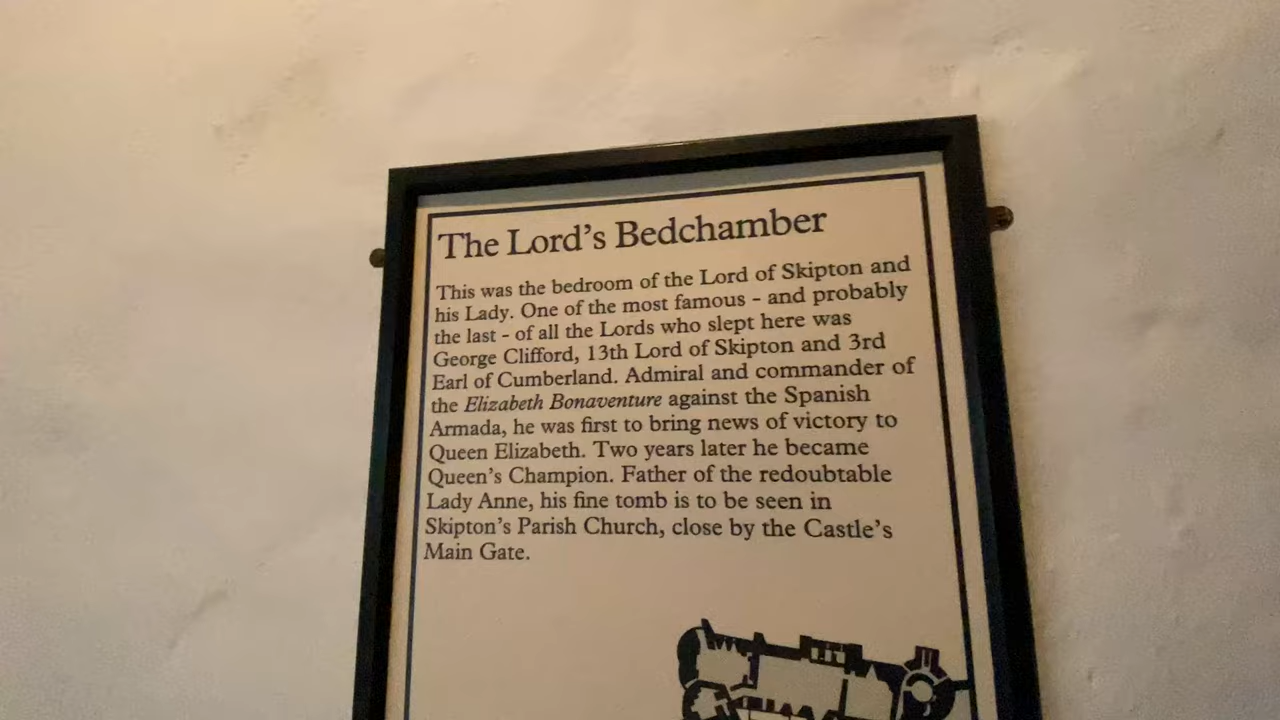 The Lord's Bedchamber
This was the bedroom of the Lord of Skipton and
his Lady. One of the most famous - and probably
the last - of all the Lords who slept here was
George Clifford, 13th Lord of Skipton and 3rd
Earl of Cumberland. Admiral and commander of
the Elizabeth Bonaventure against the Spanish
Armada, he was first to bring news of victory to
Queen Elizabeth. Two years later he became
Queen's Champion. Father of the redoubtable
Lady Anne, his fine tomb is to be seen in
Skipton's Parish Church, close by the Castle's
Main Gate.